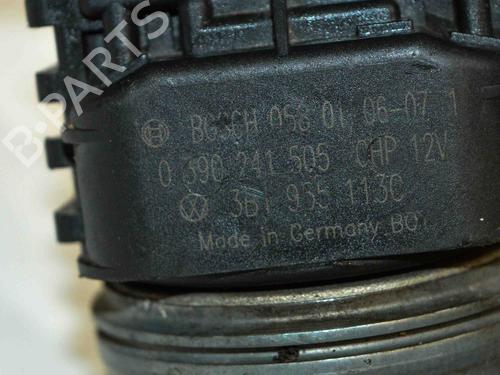 B-PARTS
BOSCH 058 01 06-07 1
0 390 241 505 CHP 12V
3B1 955 113C
Made in Germany BO